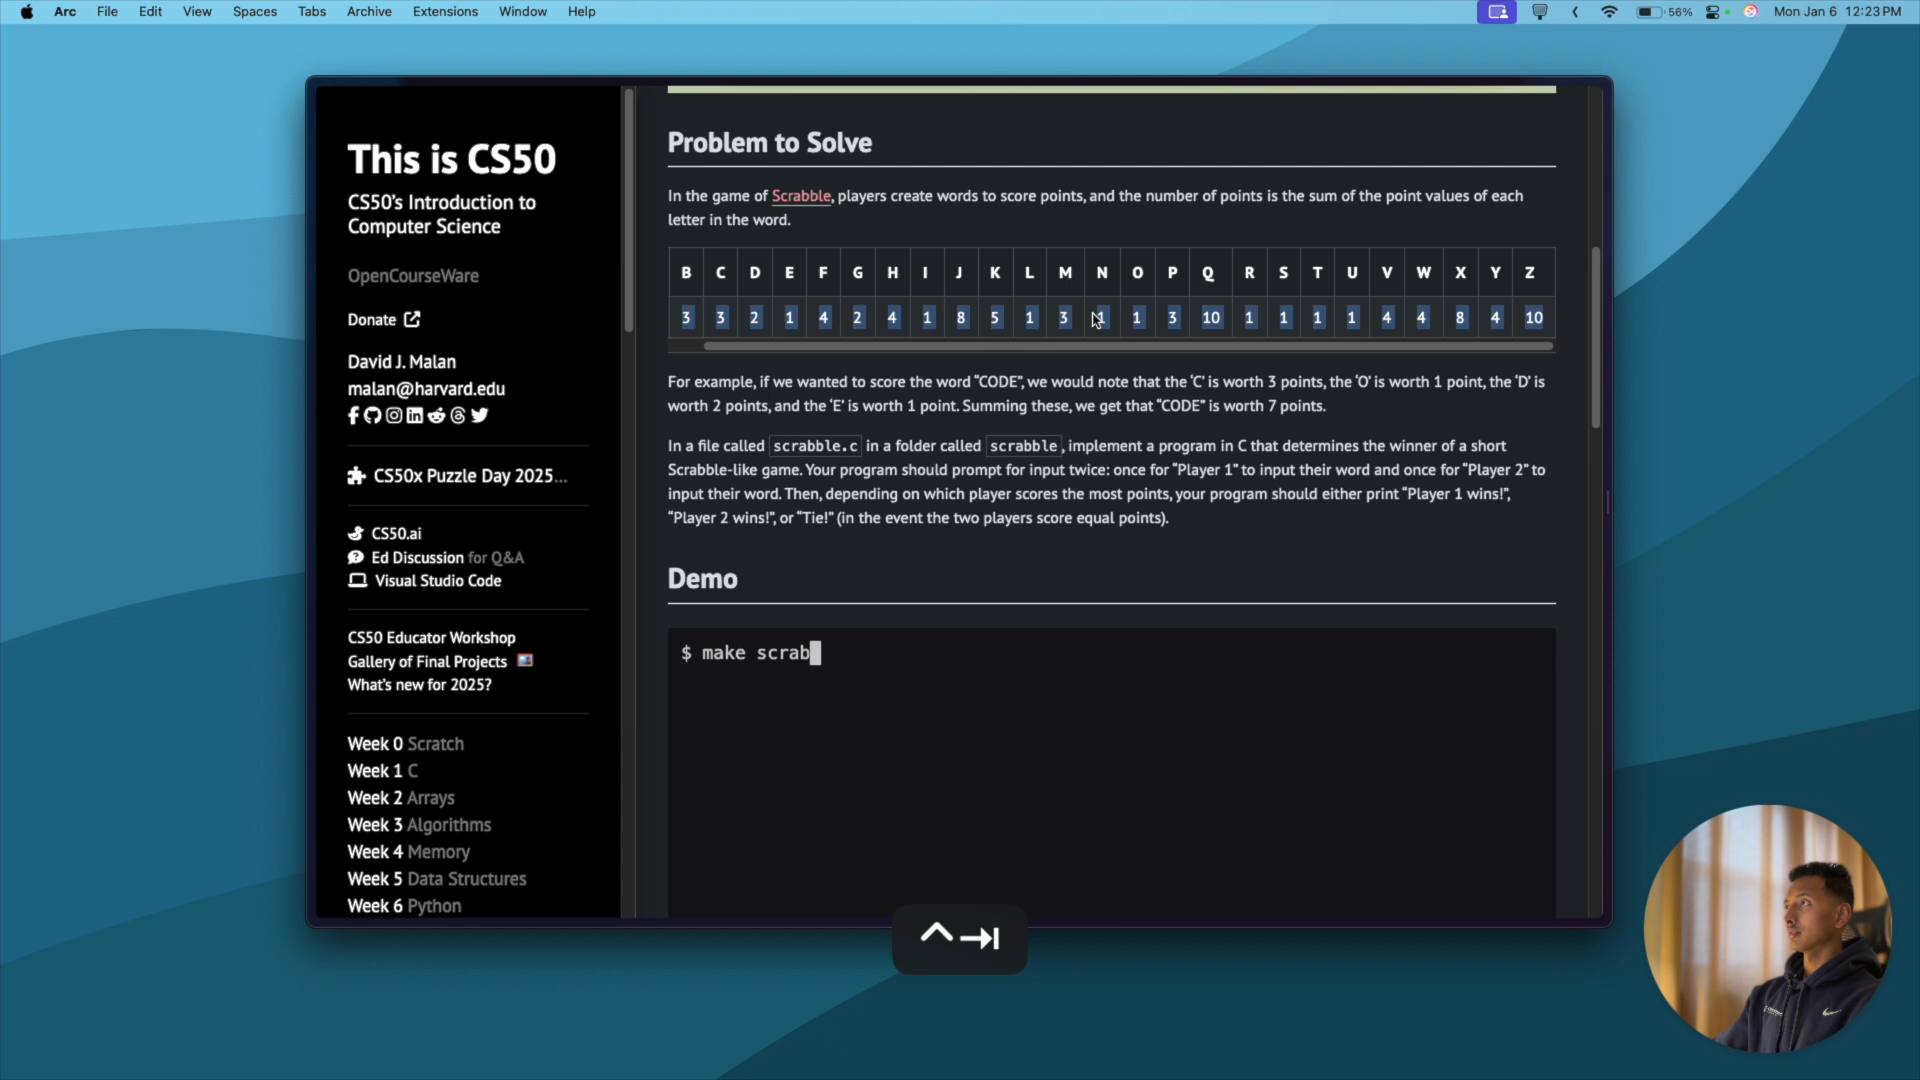 Arc File Edit View Spaces Tabs Archive Extensions Window Help 56% Mon Jan 6 12:23 PM
This is CS50
CS50's Introduction to
Computer Science
OpenCourseWare
Donate
David J. Malan
malan@harvard.edu
CS50x Puzzle Day 2025...
CS50.ai
Ed Discussion for Q&A
Visual Studio Code
CS50 Educator Workshop
Gallery of Final Projects
What's new for 2025?
Week 0 Scratch
Week 1 C
Week 2 Arrays
Week 3 Algorithms
Week 4 Memory
Week 5 Data Structures
Week 6 Python
Problem to Solve
In the game of Scrabble, players create words to score points, and the number of points is the sum of the point values of each
letter in the word.
B C D E F G H I J K L M N O P Q R S T U V W X Y Z
3 3 2 1 4 2 4 1 8 5 1 3 1 1 3 10 1 1 1 1 4 4 8 4 10
For example, if we wanted to score the word “CODE”, we would note that the ‘C’ is worth 3 points, the ‘O’ is worth 1 point, the ‘D’ is
worth 2 points, and the ‘E’ is worth 1 point. Summing these, we get that “CODE” is worth 7 points.
In a file called scrabble.c in a folder called scrabble, implement a program in C that determines the winner of a short
Scrabble-like game. Your program should prompt for input twice: once for “Player 1” to input their word and once for “Player 2” to
input their word. Then, depending on which player scores the most points, your program should either print “Player 1 wins!”,
“Player 2 wins!”, or “Tie!” (in the event the two players score equal points).
Demo
$ make scrab